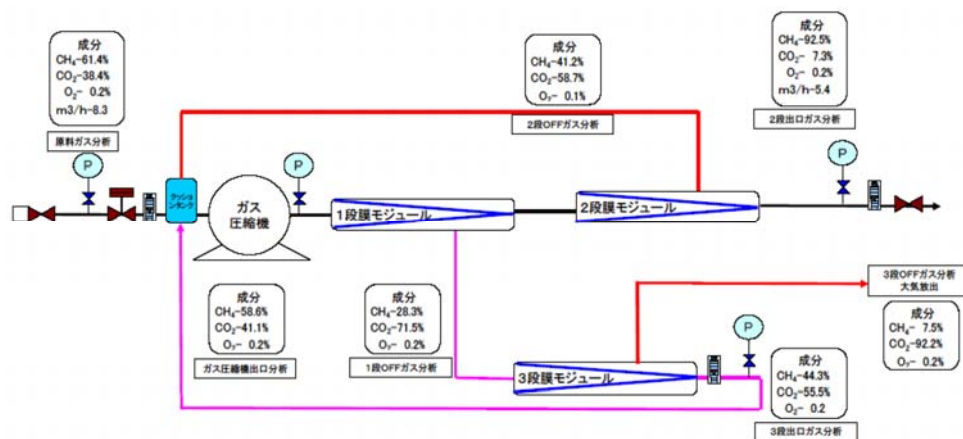 成分
CH₄-61.4%
CO₂-38.4%
O₂- 0.2%
m3/h-8.3
原料ガス分析
P
成分
CH₄-41.2%
CO₂-58.7%
O₂- 0.1%
2段OFFガス分析
成分
CH₄-92.5%
CO₂- 7.3%
O₂- 0.2%
m3/h-5.4
2段出口ガス分析
P
P
クッショ
ンタンク
ガス
圧縮機
1段膜モジュール
2段膜モジュール
成分
CH₄-58.6%
CO₂-41.1%
O₂- 0.2%
ガス圧縮機出口分析
成分
CH₄-28.3%
CO₂-71.5%
O₂- 0.2%
1段OFFガス分析
3段膜モジュール
P
3段OFFガス分析
大気放出
成分
CH₄- 7.5%
CO₂-92.2%
O₂- 0.2%
成分
CH₄-44.3%
CO₂-55.5%
O₂- 0.2
3段出口ガス分析